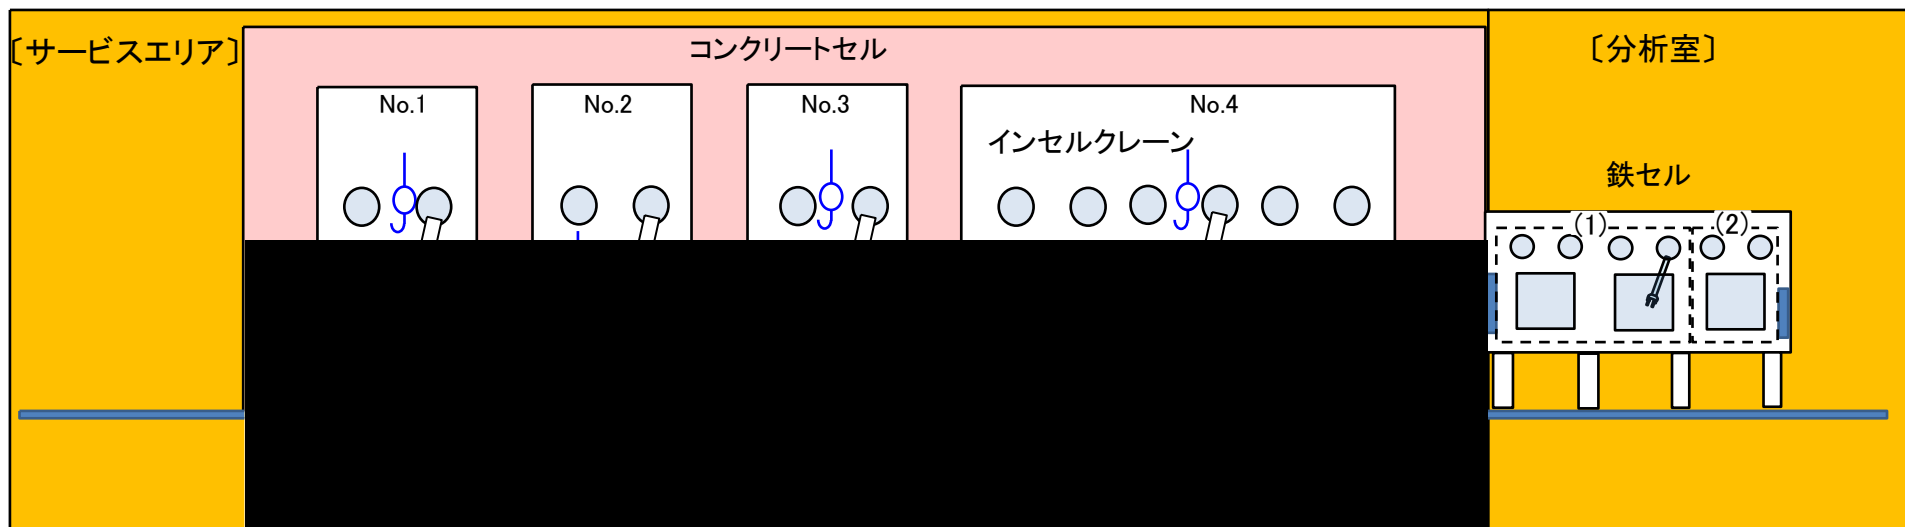 〔サービスエリア〕
コンクリートセル
〔分析室〕
No.1
No.2
No.3
No.4
インセルクレーン
鉄セル
(1)
(2)